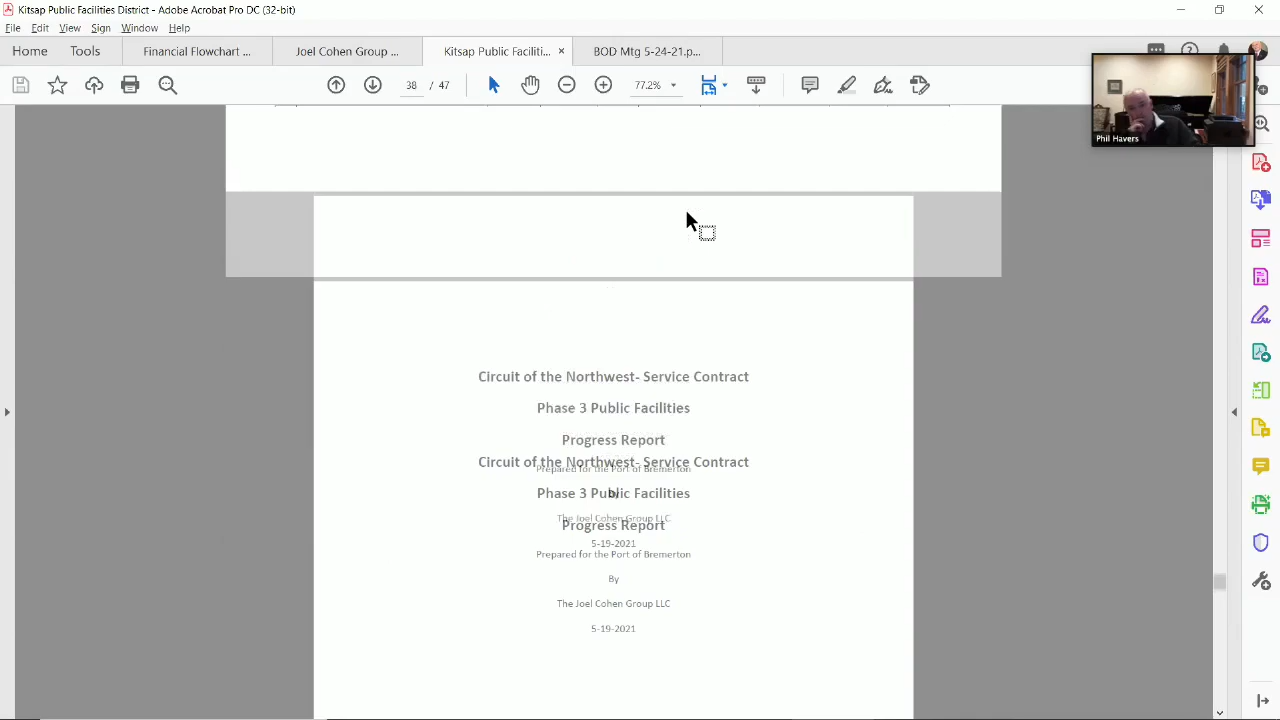 Kitsap Public Facilities District - Adobe Acrobat Pro DC (32-bit)
File Edit View Sign Window Help
Home Tools Financial Flowchart ... Joel Cohen Group ... Kitsap Public Faciliti... × BOD Mtg 5-24-21.p...
38 / 47 77.2%
Phil Havers
Circuit of the Northwest- Service Contract
Phase 3 Public Facilities
Progress Report
Circuit of the Northwest- Service Contract
Prepared for the Port of Bremerton
Phase 3 Public Facilities
By
The Joel Cohen Group LLC
Progress Report
5-19-2021
Prepared for the Port of Bremerton
By
The Joel Cohen Group LLC
5-19-2021